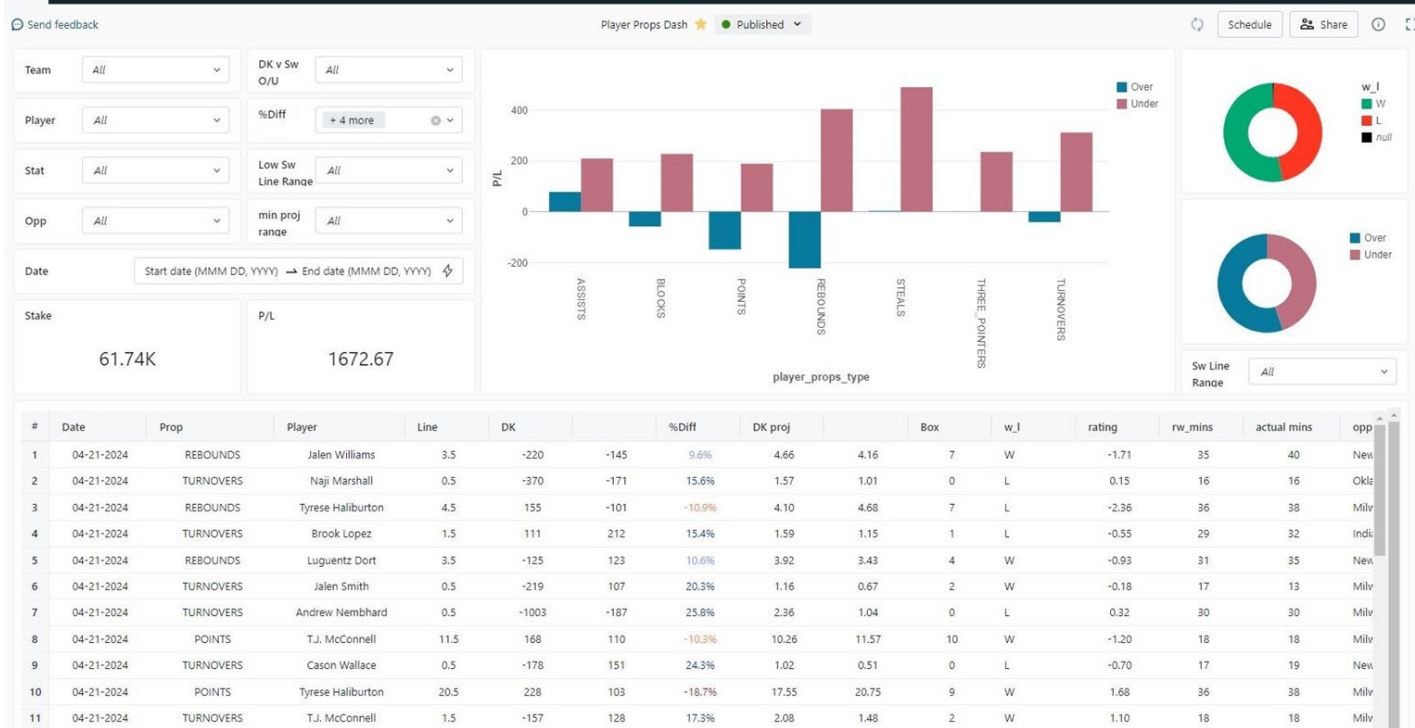 Send feedback
Player Props Dash
Published
Schedule
Share
Team All
DK v Sw O/U All
Player All
%Diff + 4 more
Stat All
Low Sw Line Range All
Opp All
min proj range All
Date Start date (MMM DD, YYYY) → End date (MMM DD, YYYY)
Stake
61.74K
P/L
1672.67
P/L
400
200
0
-200
ASSISTS
BLOCKS
POINTS
REBOUNDS
STEALS
THREE_POINTERS
TURNOVERS
player_props_type
Over
Under
w_l
W
L
null
Over
Under
Sw Line Range All
# Date Prop Player Line DK %Diff DK proj Box w_l rating rw_mins actual mins opp
1 04-21-2024 REBOUNDS Jalen Williams 3.5 -220 -145 9.6% 4.66 4.16 7 W -1.71 35 40 New
2 04-21-2024 TURNOVERS Naji Marshall 0.5 -370 -171 15.6% 1.57 1.01 0 L 0.15 16 16 Okla
3 04-21-2024 REBOUNDS Tyrese Haliburton 4.5 155 -101 -10.9% 4.10 4.68 7 L -2.36 36 38 Milw
4 04-21-2024 TURNOVERS Brook Lopez 1.5 111 212 15.4% 1.59 1.15 1 L -0.55 29 32 India
5 04-21-2024 REBOUNDS Luguentz Dort 3.5 -125 123 10.6% 3.92 3.43 4 W -0.93 31 35 New
6 04-21-2024 TURNOVERS Jalen Smith 0.5 -219 107 20.3% 1.16 0.67 2 W -0.18 17 13 Milw
7 04-21-2024 TURNOVERS Andrew Nembhard 0.5 -1003 -187 25.8% 2.36 1.04 0 L 0.32 30 30 Milw
8 04-21-2024 POINTS T.J. McConnell 11.5 168 110 -10.3% 10.26 11.57 10 W -1.20 18 18 Milw
9 04-21-2024 TURNOVERS Cason Wallace 0.5 -178 151 24.3% 1.02 0.51 0 L -0.70 17 19 New
10 04-21-2024 POINTS Tyrese Haliburton 20.5 228 103 -18.7% 17.55 20.75 9 W 1.68 36 38 Milw
11 04-21-2024 TURNOVERS T.J. McConnell 1.5 -157 128 17.3% 2.08 1.48 2 W 1.10 18 18 Milw